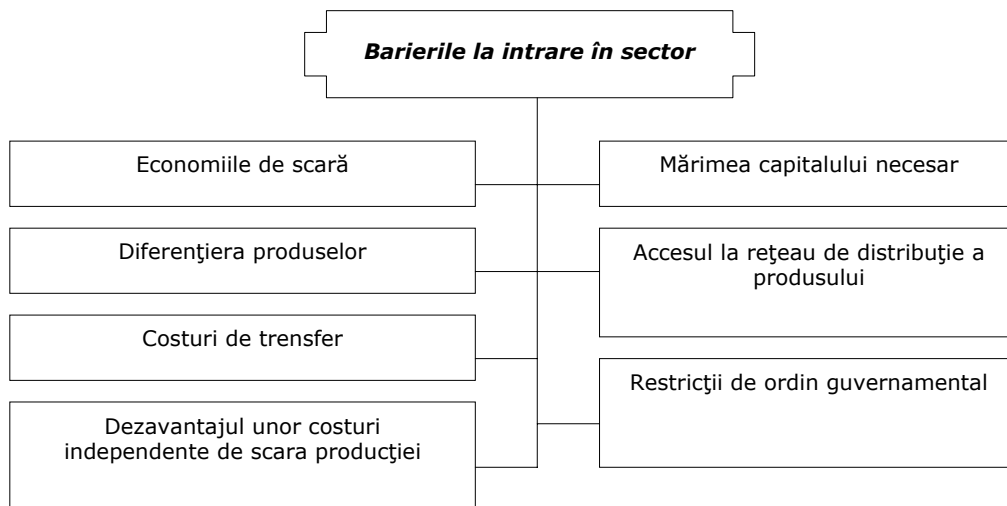 Barierile la intrare în sector
Economiile de scară
Mărimea capitalului necesar
Diferenţiera produselor
Accesul la reţeau de distribuţie a
produsului
Costuri de trensfer
Restricţii de ordin guvernamental
Dezavantajul unor costuri
independente de scara producţiei